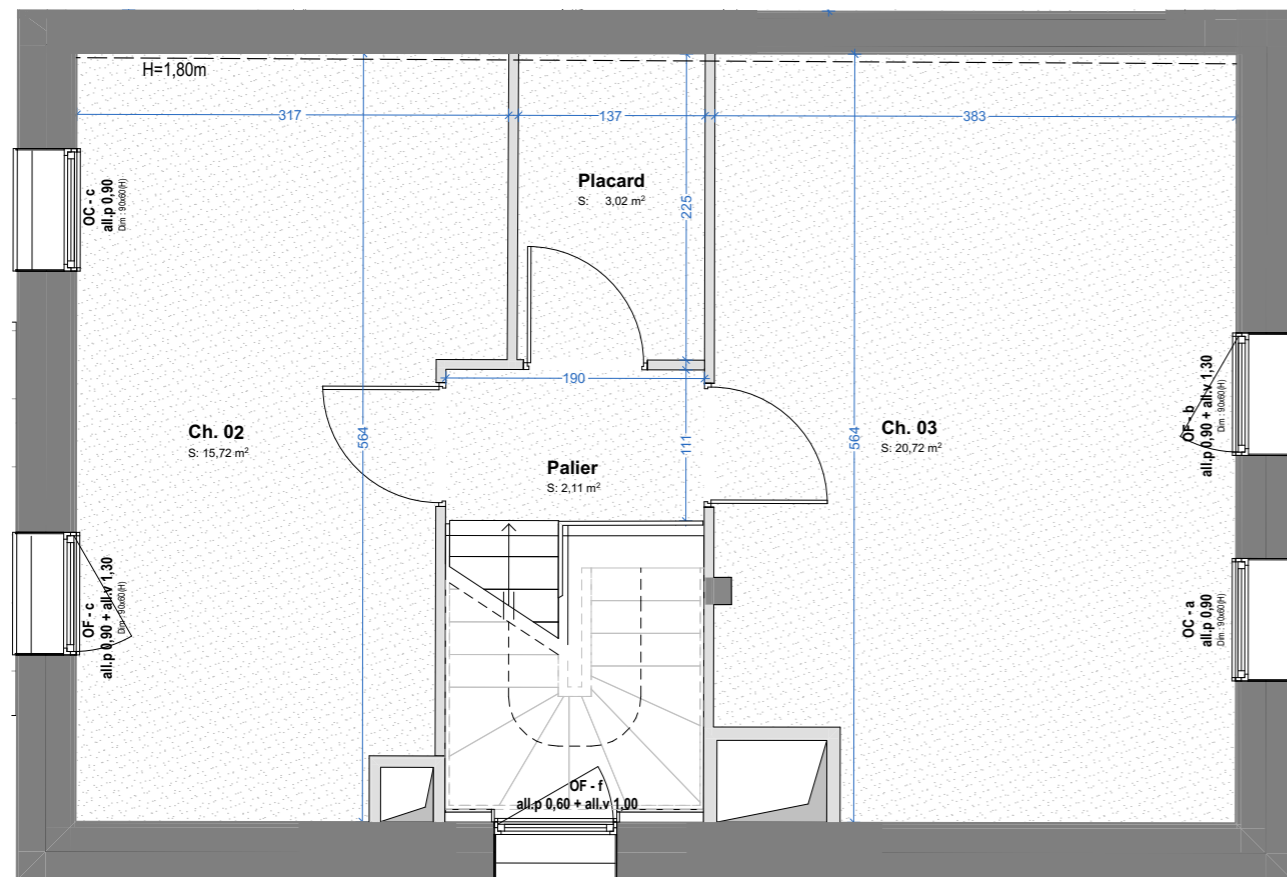 H=1,80m
317
137
383
OC - c
all.p 0,90
Dim : 90x60(H)
Placard
S: 3,02 m²
225
190
OF - b
all.p 0,90 + all.v 1,30
Dim : 90x60(H)
Ch. 02
S: 15,72 m²
564
111
564
Ch. 03
S: 20,72 m²
Palier
S: 2,11 m²
OF - c
all.p 0,90 + all.v 1,30
Dim : 90x60(H)
OC - a
all.p 0,90
Dim : 90x60(H)
OF - f
all.p 0,60 + all.v 1,00